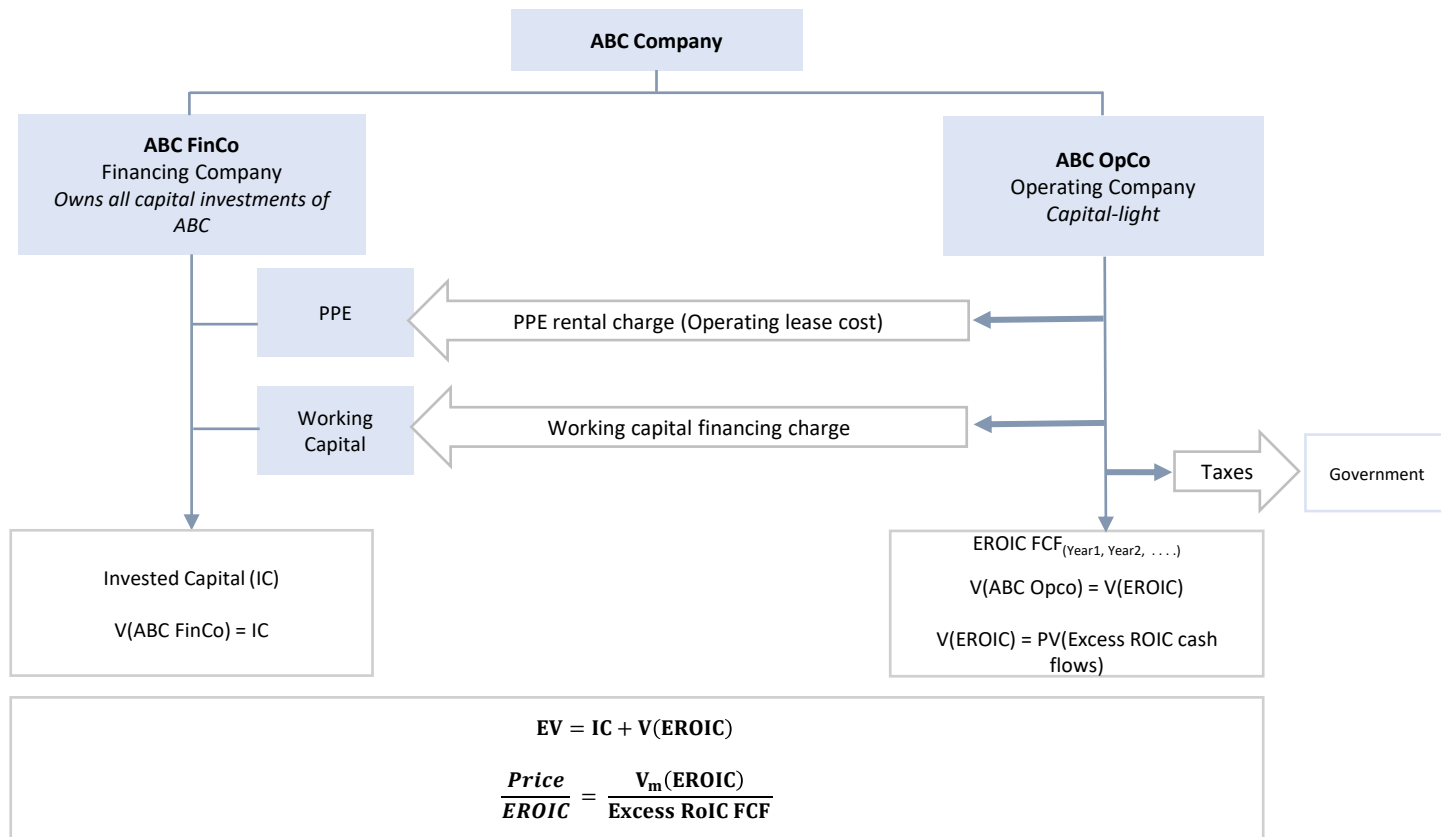 ABC Company
ABC FinCo
Financing Company
Owns all capital investments of
ABC
ABC OpCo
Operating Company
Capital-light
PPE
PPE rental charge (Operating lease cost)
Working
Capital
Working capital financing charge
Taxes
Government
Invested Capital (IC)
V(ABC FinCo) = IC
EROIC FCF(Year1, Year2, ....)
V(ABC Opco) = V(EROIC)
V(EROIC) = PV(Excess ROIC cash
flows)
EV = IC + V(EROIC)
Price/EROIC = Vm(EROIC)/Excess RoIC FCF